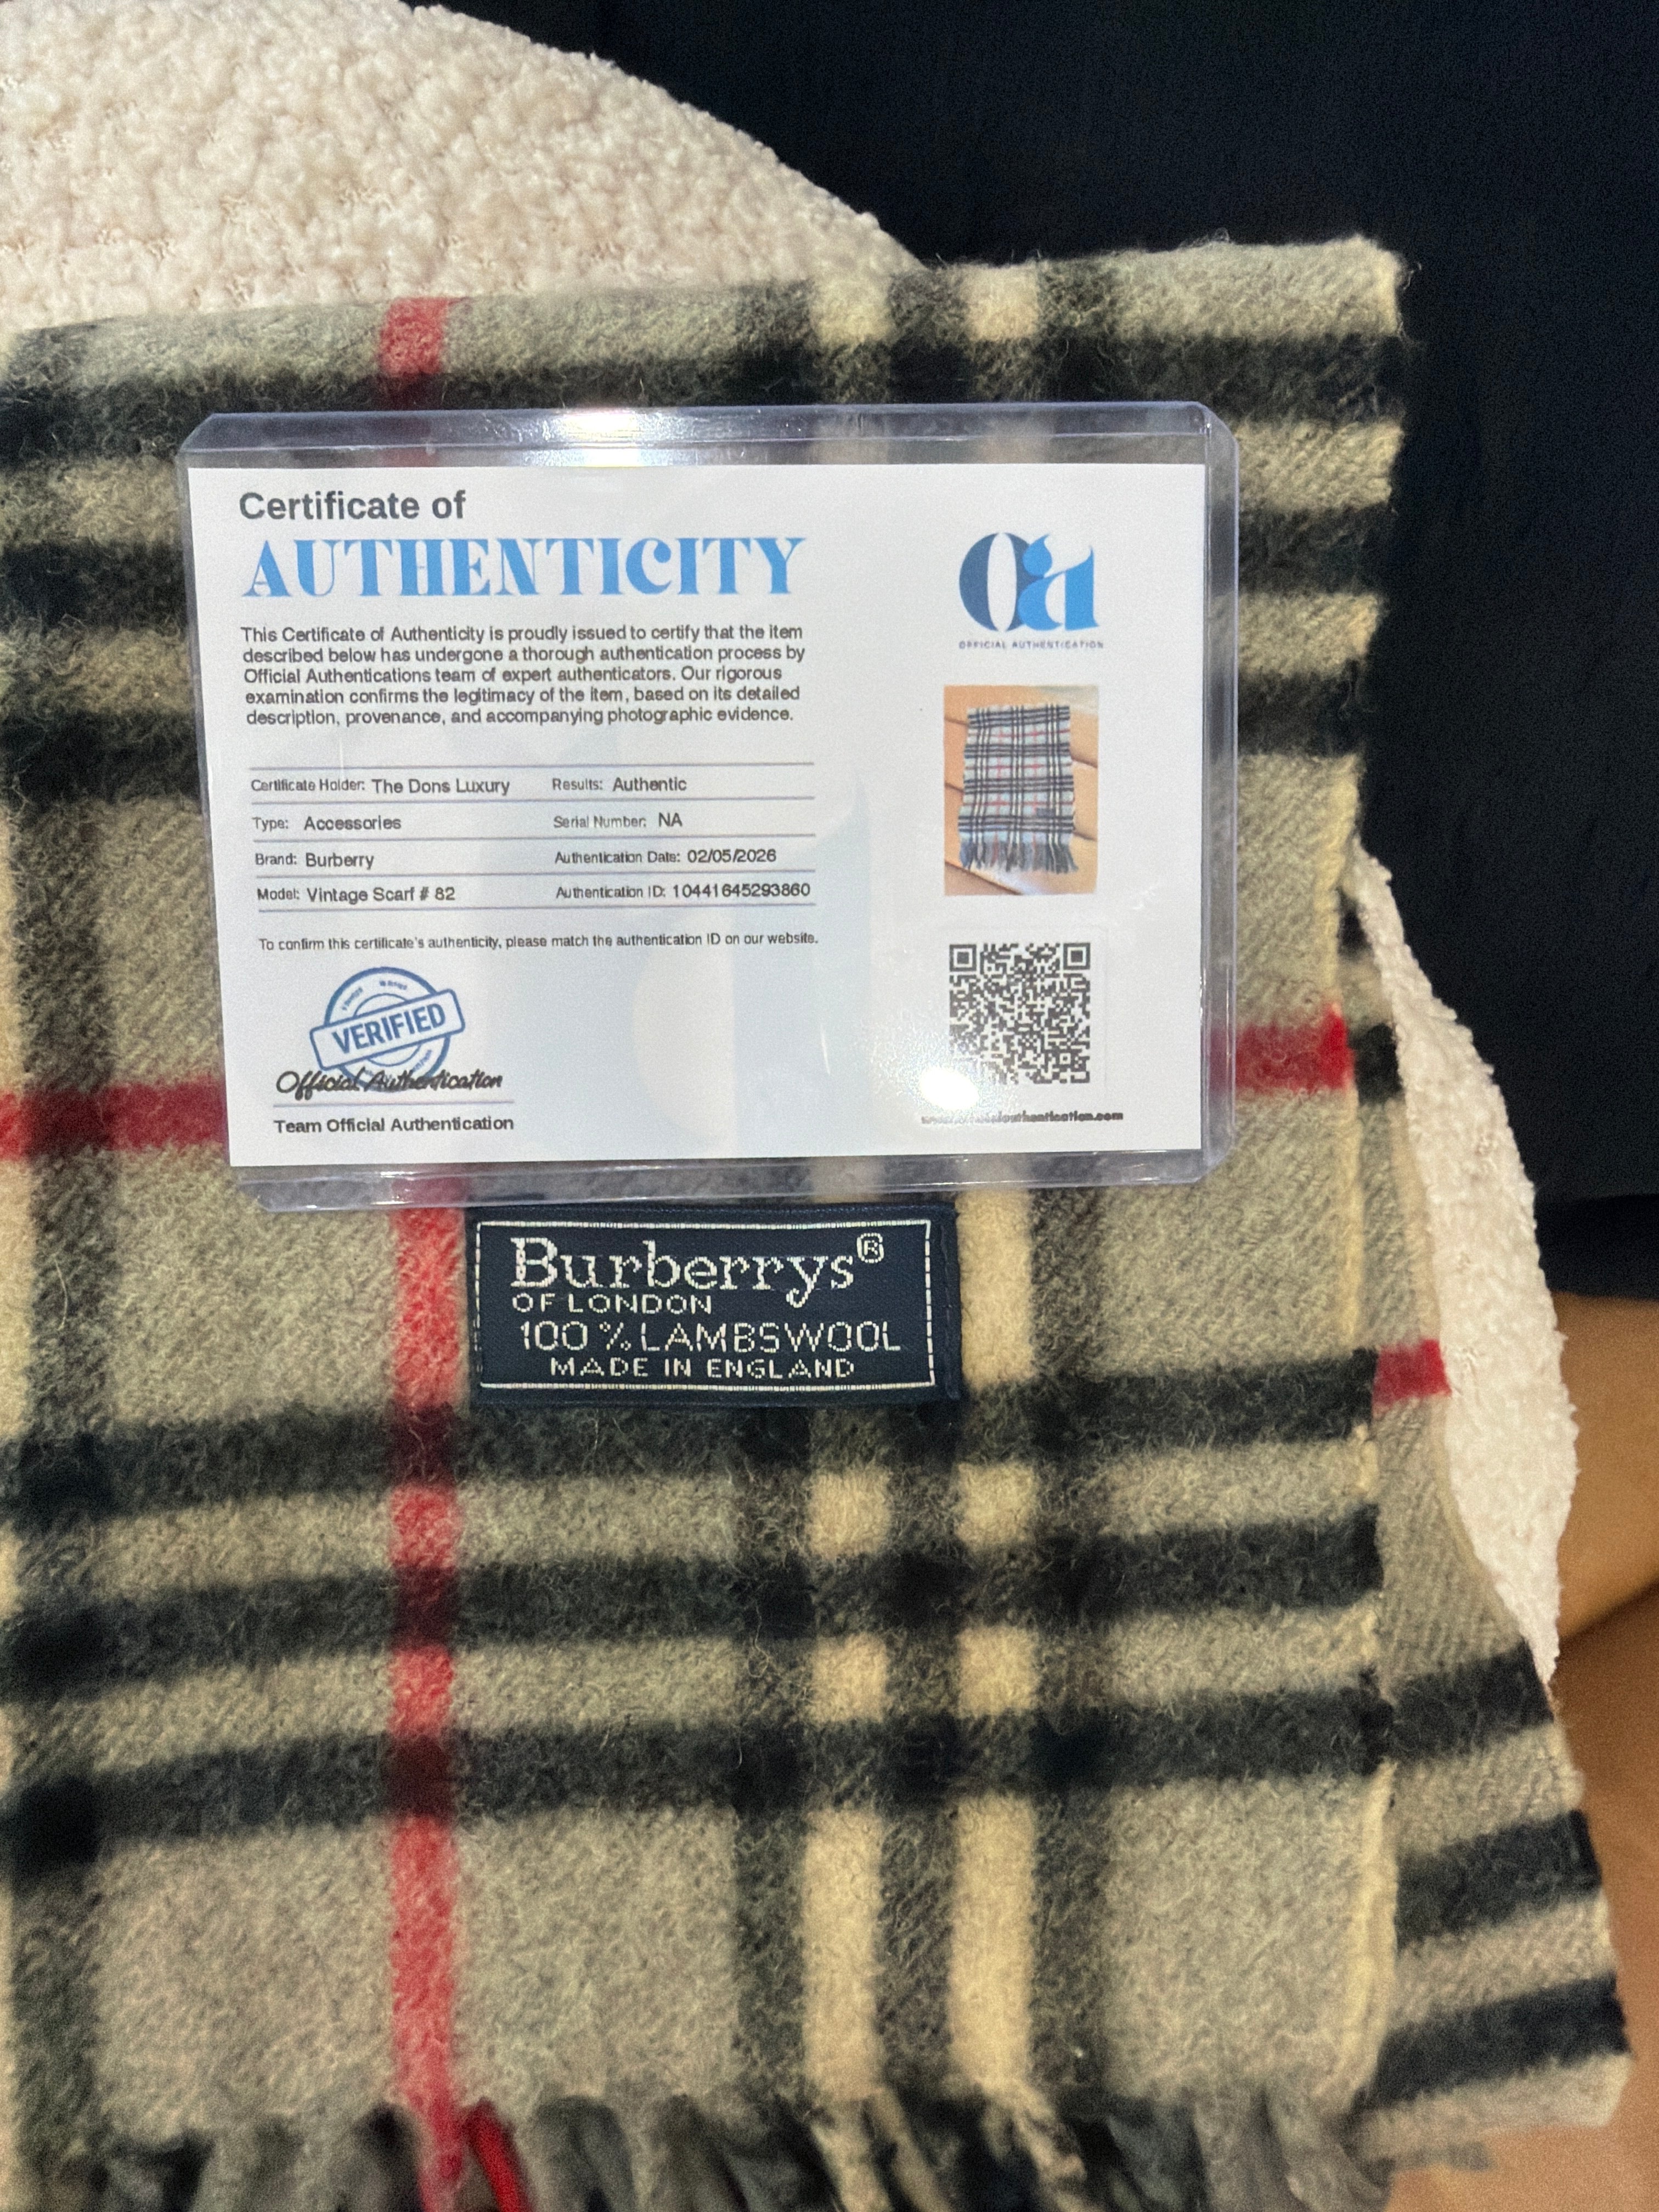 Certificate of
AUTHENTICITY
This Certificate of Authenticity is proudly issued to certify that the item
described below has undergone a thorough authentication process by
Official Authentications team of expert authenticators. Our rigorous
examination confirms the legitimacy of the item, based on its detailed
description, provenance, and accompanying photographic evidence.
Oa
OFFICIAL AUTHENTICATION
Certificate Holder: The Dons Luxury Results: Authentic
Type: Accessories Serial Number: NA
Brand: Burberry Authentication Date: 02/05/2026
Model: Vintage Scarf # 82 Authentication ID: 10441645293860
To confirm this certificate's authenticity, please match the authentication ID on our website.
VERIFIED
Official Authentication
Team Official Authentication
Burberrys®
OF LONDON
100% LAMBSWOOL
MADE IN ENGLAND